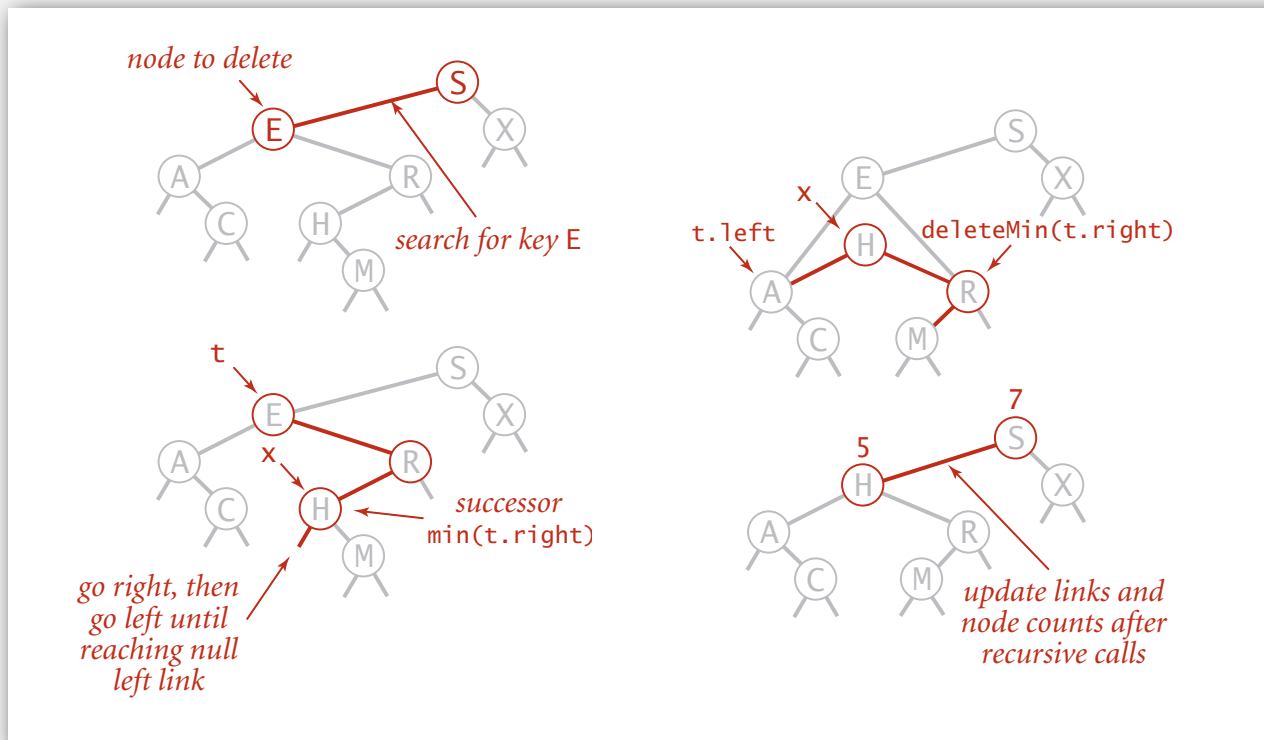 node to delete
S
E
X
A
R
C
H
search for key E
M
t
S
E
X
A
x
R
C
H
successor
min(t.right)
M
go right, then
go left until
reaching null
left link
S
E
X
x
t.left
H
deleteMin(t.right)
A
R
C
M
7
5
S
H
X
A
R
C
M
update links and
node counts after
recursive calls